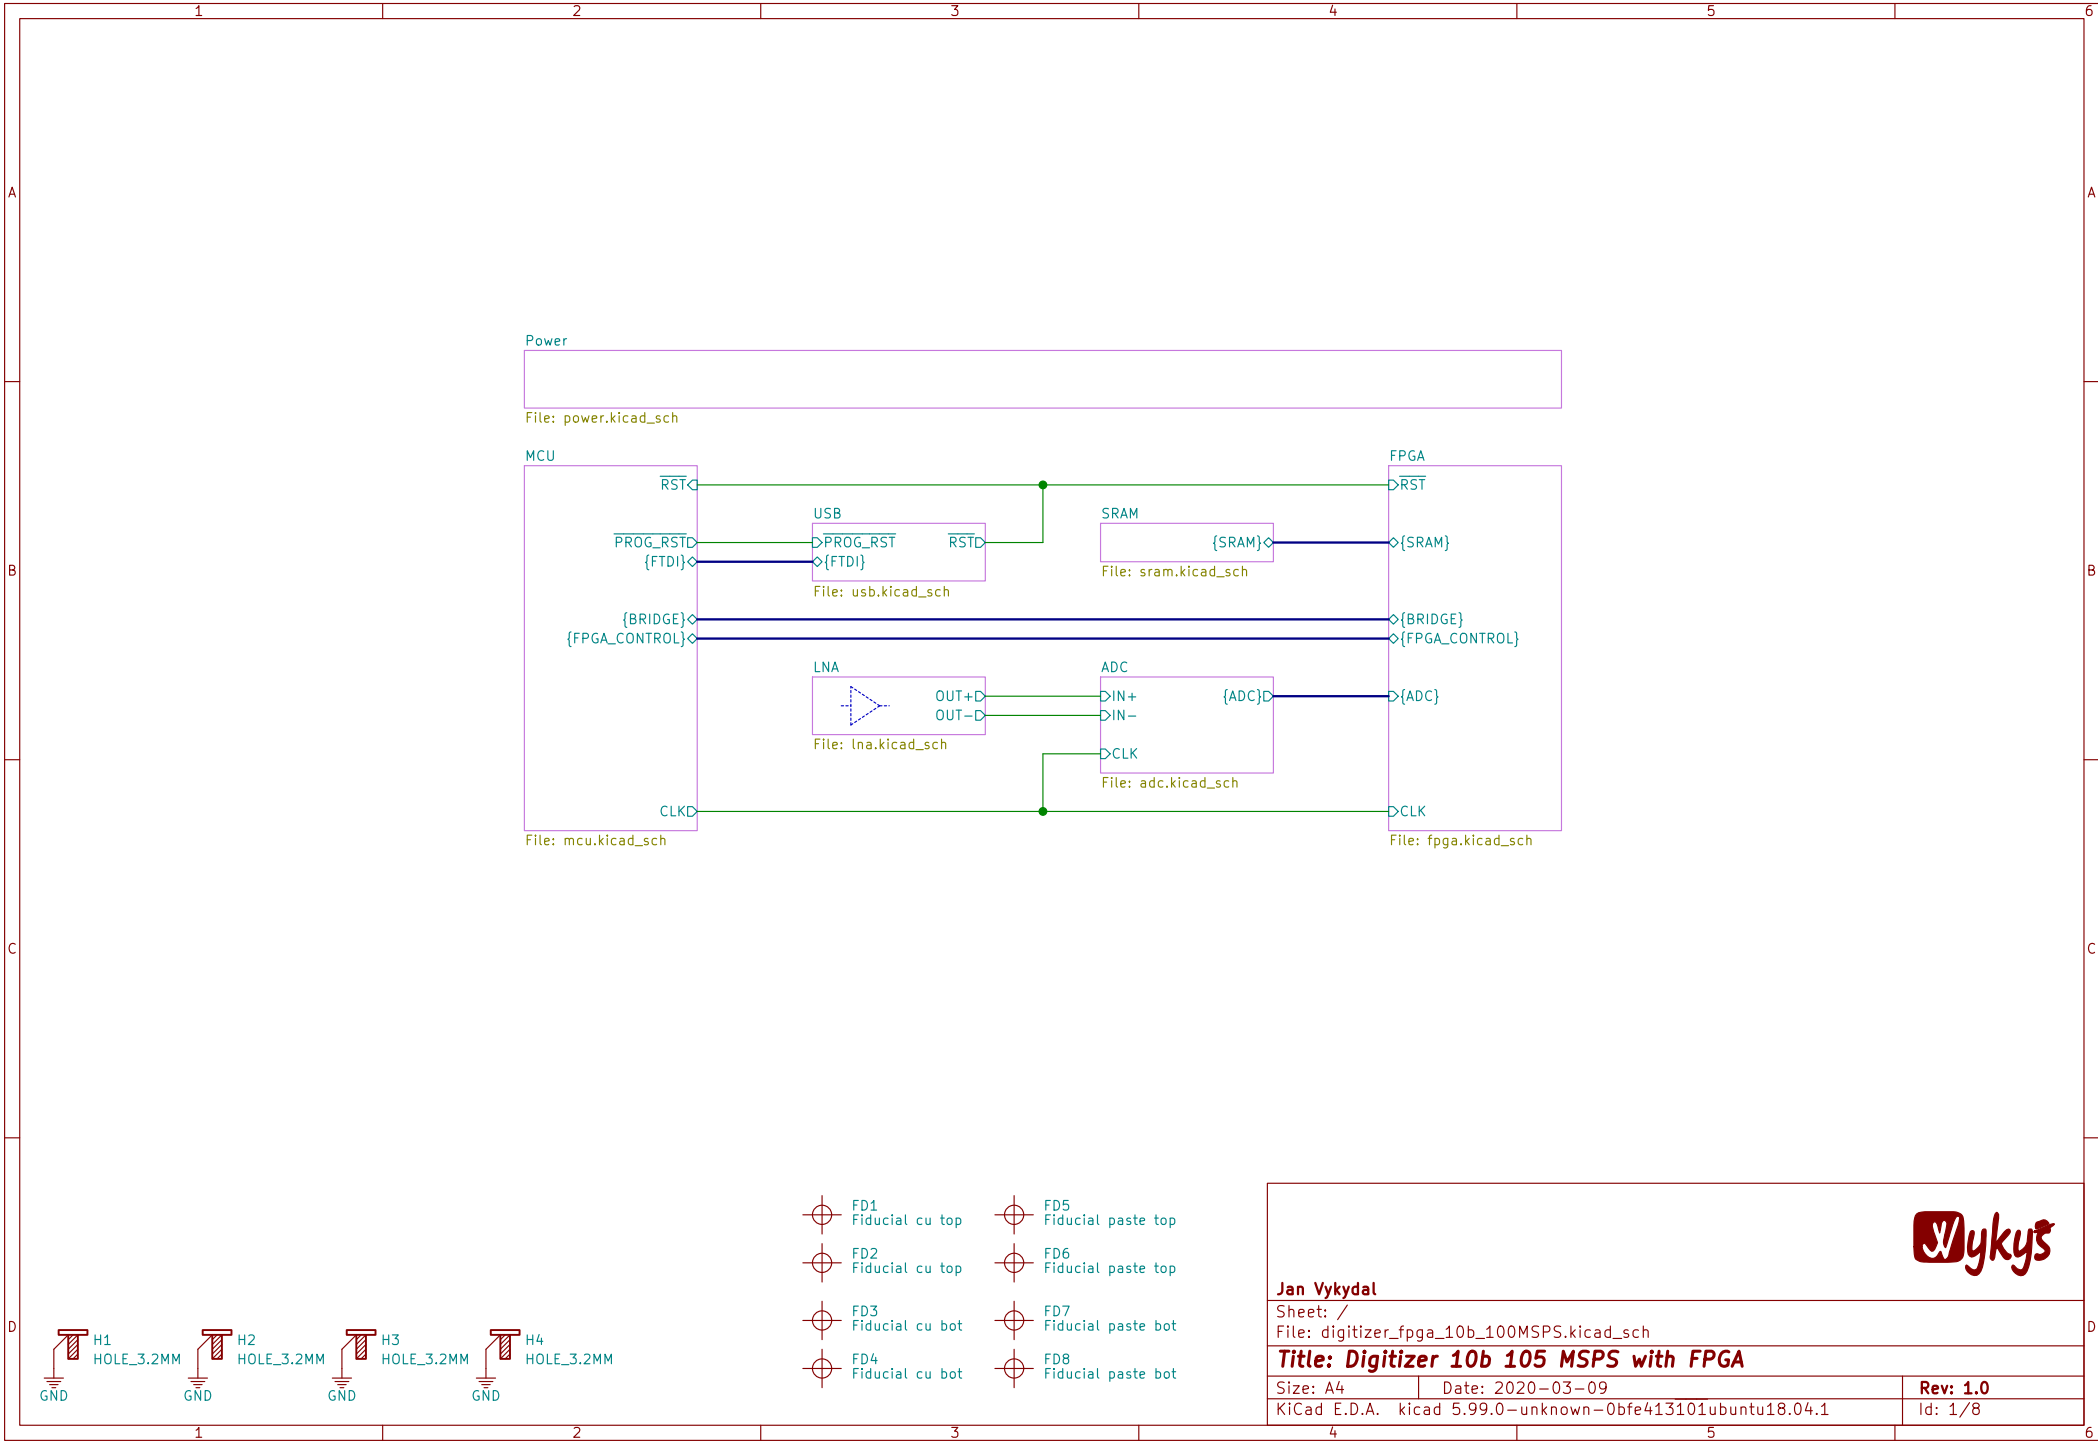 1 2 3 4 5 6
A A
B B
C C
D D
Power
File: power.kicad_sch
MCU
RST
PROG_RST
{FTDI}
{BRIDGE}
{FPGA_CONTROL}
CLK
File: mcu.kicad_sch
USB
PROG_RST RST
{FTDI}
File: usb.kicad_sch
SRAM
{SRAM}
File: sram.kicad_sch
LNA
OUT+
OUT-
File: lna.kicad_sch
ADC
IN+ {ADC}
IN-
CLK
File: adc.kicad_sch
FPGA
RST
{SRAM}
{BRIDGE}
{FPGA_CONTROL}
{ADC}
CLK
File: fpga.kicad_sch
H1
HOLE_3.2MM
GND
H2
HOLE_3.2MM
GND
H3
HOLE_3.2MM
GND
H4
HOLE_3.2MM
GND
FD1
Fiducial cu top
FD2
Fiducial cu top
FD3
Fiducial cu bot
FD4
Fiducial cu bot
FD5
Fiducial paste top
FD6
Fiducial paste top
FD7
Fiducial paste bot
FD8
Fiducial paste bot
Wykys
Jan Vykydal
Sheet: /
File: digitizer_fpga_10b_100MSPS.kicad_sch
Title: Digitizer 10b 105 MSPS with FPGA
Size: A4 Date: 2020-03-09 Rev: 1.0
KiCad E.D.A. kicad 5.99.0-unknown-0bfe413101ubuntu18.04.1 Id: 1/8
1 2 3 4 5 6